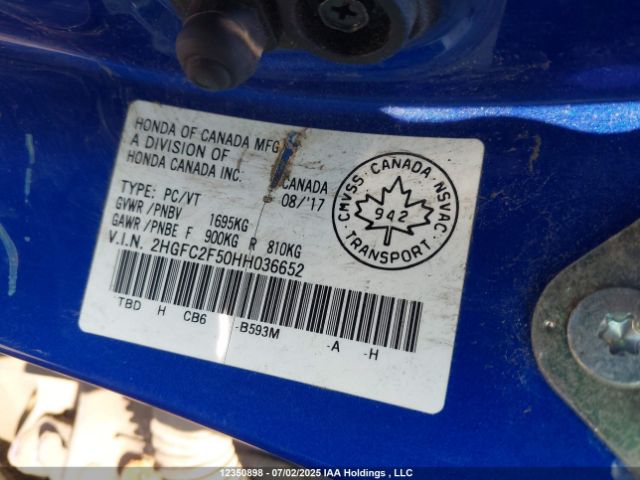 HONDA OF CANADA MFG
A DIVISION OF
HONDA CANADA INC
CANADA
08/'17
TYPE: PC/VT
GVWR/PNBV 1695KG
GAWR/PNBE F 900KG R 810KG
V.I.N. 2HGFC2F50HH036652
TBD H CB6 -B593M -A -H
CMVSS. CANADA. NSVAC
942
TRANSPORT
12350898 - 07/02/2025 IAA Holdings , LLC